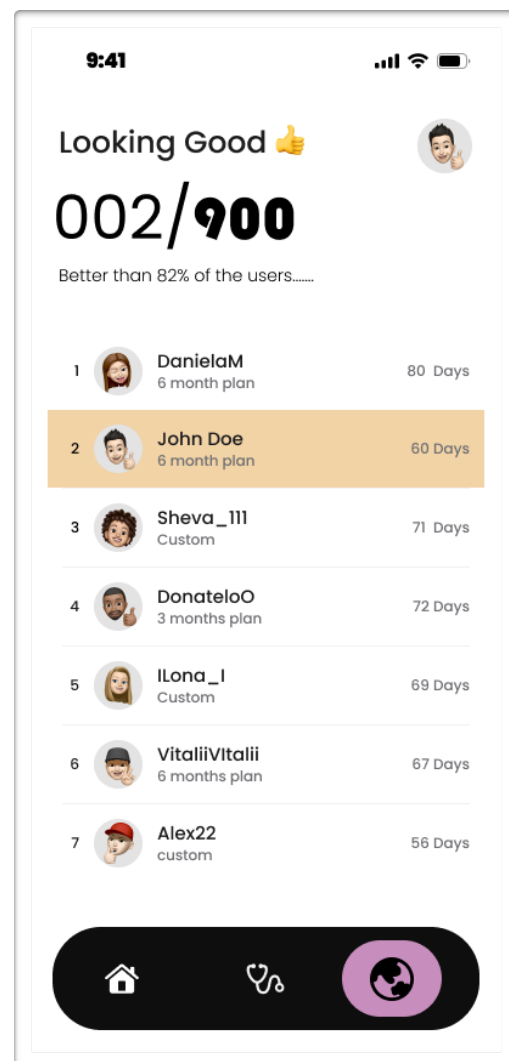 9:41
Looking Good 👍
002/900
Better than 82% of the users.......
1 DanielaM 80 Days
6 month plan
2 John Doe 60 Days
6 month plan
3 Sheva_111 71 Days
Custom
4 DonateloO 72 Days
3 months plan
5 ILona_I 69 Days
Custom
6 VitaliiVItalii 67 Days
6 months plan
7 Alex22 56 Days
custom